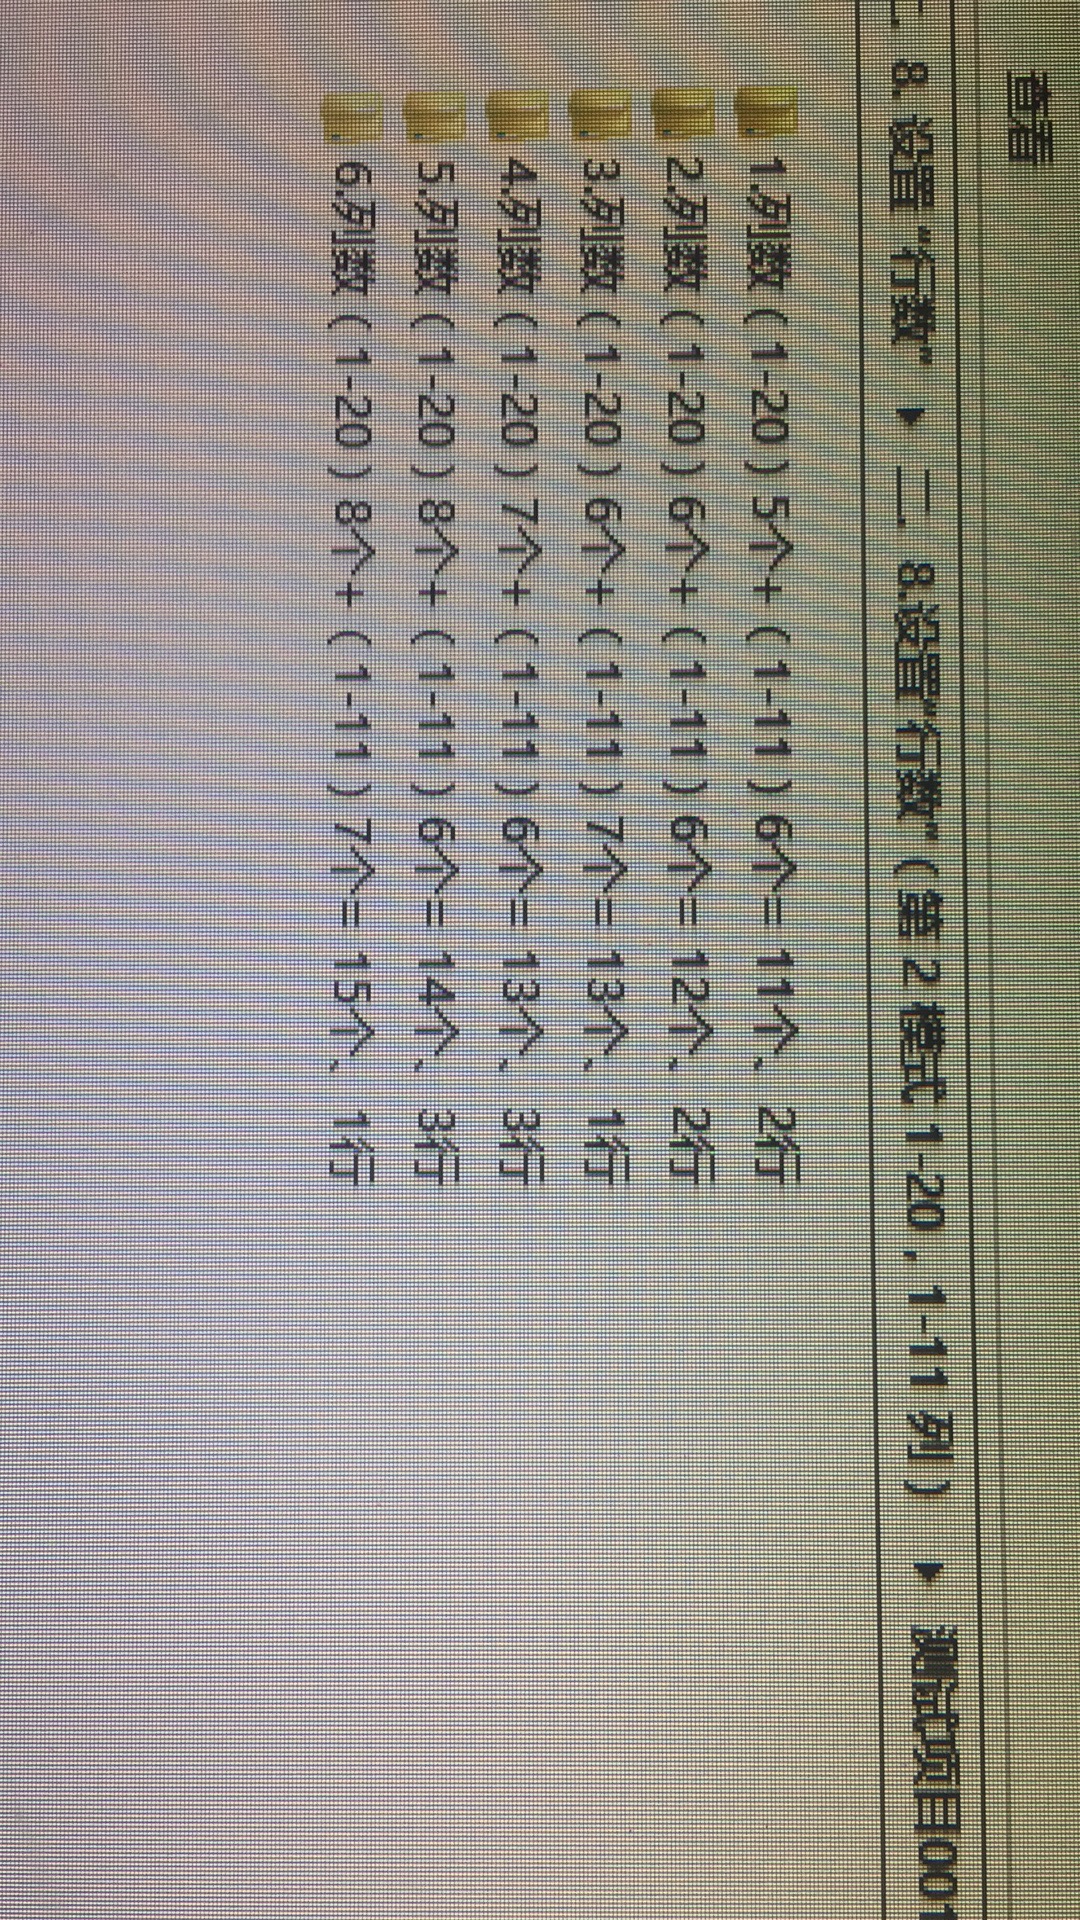 查看
二. 8. 设置 “行数” ▶ 二. 8.设置“行数”（第 2 模式 1-20，1-11 列） ▶ 测试项目001
1.列数（1-20）5个+（1-11）6个=11个、 2行
2.列数（1-20）6个+（1-11）6个=12个、 2行
3.列数（1-20）6个+（1-11）7个=13个、 1行
4.列数（1-20）7个+（1-11）6个=13个、 3行
5.列数（1-20）8个+（1-11）6个=14个、 3行
6.列数（1-20）8个+（1-11）7个=15个、 1行